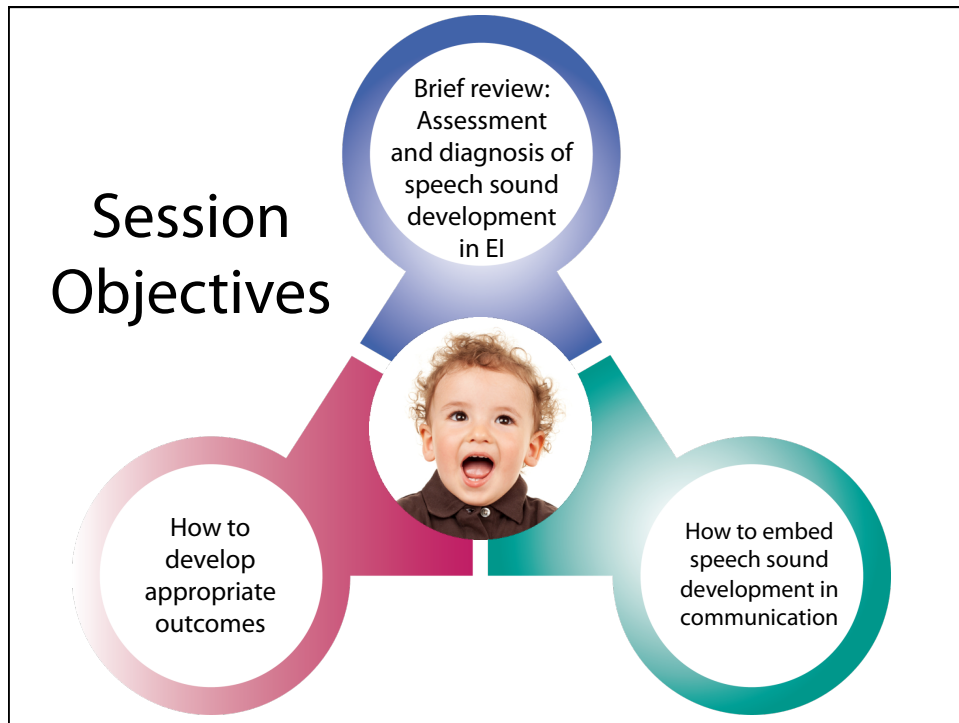 Session
Objectives
Brief review:
Assessment
and diagnosis of
speech sound
development
in EI
How to
develop
appropriate
outcomes
How to embed
speech sound
development in
communication